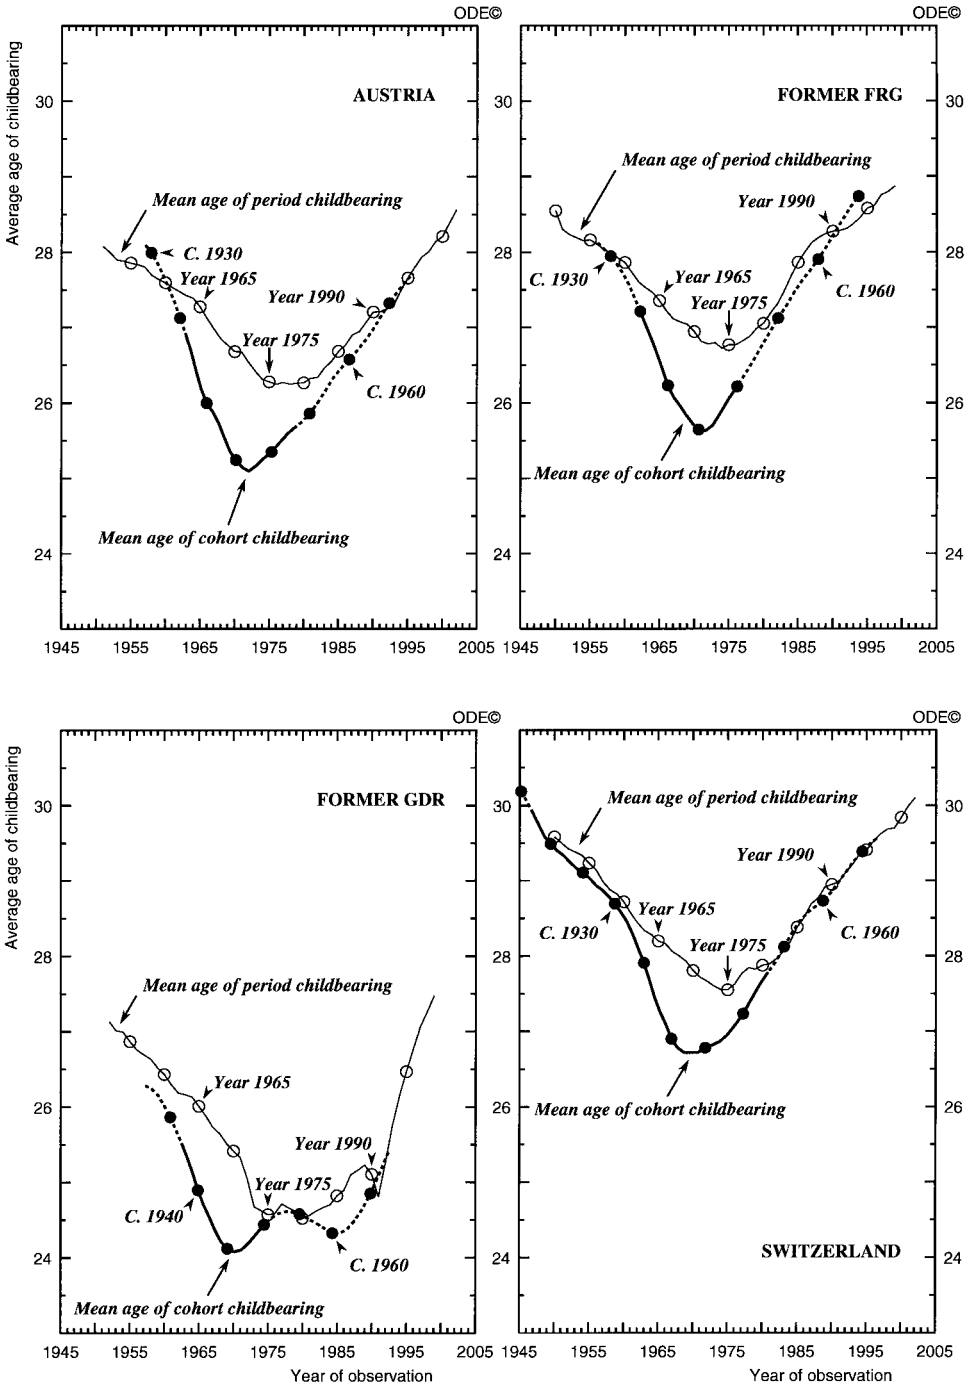 ODE©
ODE©
Average age of childbearing
30
28
26
24
AUSTRIA
Mean age of period childbearing
C. 1930
Year 1965
Year 1990
Year 1975
C. 1960
Mean age of cohort childbearing
1945 1955 1965 1975 1985 1995
FORMER FRG
Mean age of period childbearing
Year 1990
C. 1930
Year 1965
Year 1975
C. 1960
Mean age of cohort childbearing
30
28
26
24
1945 1955 1965 1975 1985 1995 2005
ODE©
ODE©
Average age of childbearing
30
28
26
24
FORMER GDR
Mean age of period childbearing
Year 1965
Year 1990
Year 1975
C. 1940
C. 1960
Mean age of cohort childbearing
1945 1955 1965 1975 1985 1995 2005
Year of observation
Mean age of period childbearing
Year 1990
Year 1965
C. 1930
Year 1975
C. 1960
Mean age of cohort childbearing
SWITZERLAND
30
28
26
24
1945 1955 1965 1975 1985 1995 2005
Year of observation